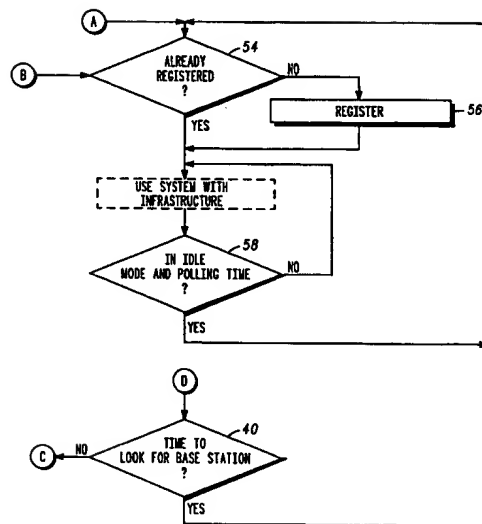 A
54
B
ALREADY
REGISTERED
?
NO
REGISTER
56
YES
USE SYSTEM WITH
INFRASTRUCTURE
58
IN IDLE
MODE AND POLLING TIME
?
NO
YES
D
40
C
NO
TIME TO
LOOK FOR BASE STATION
?
YES